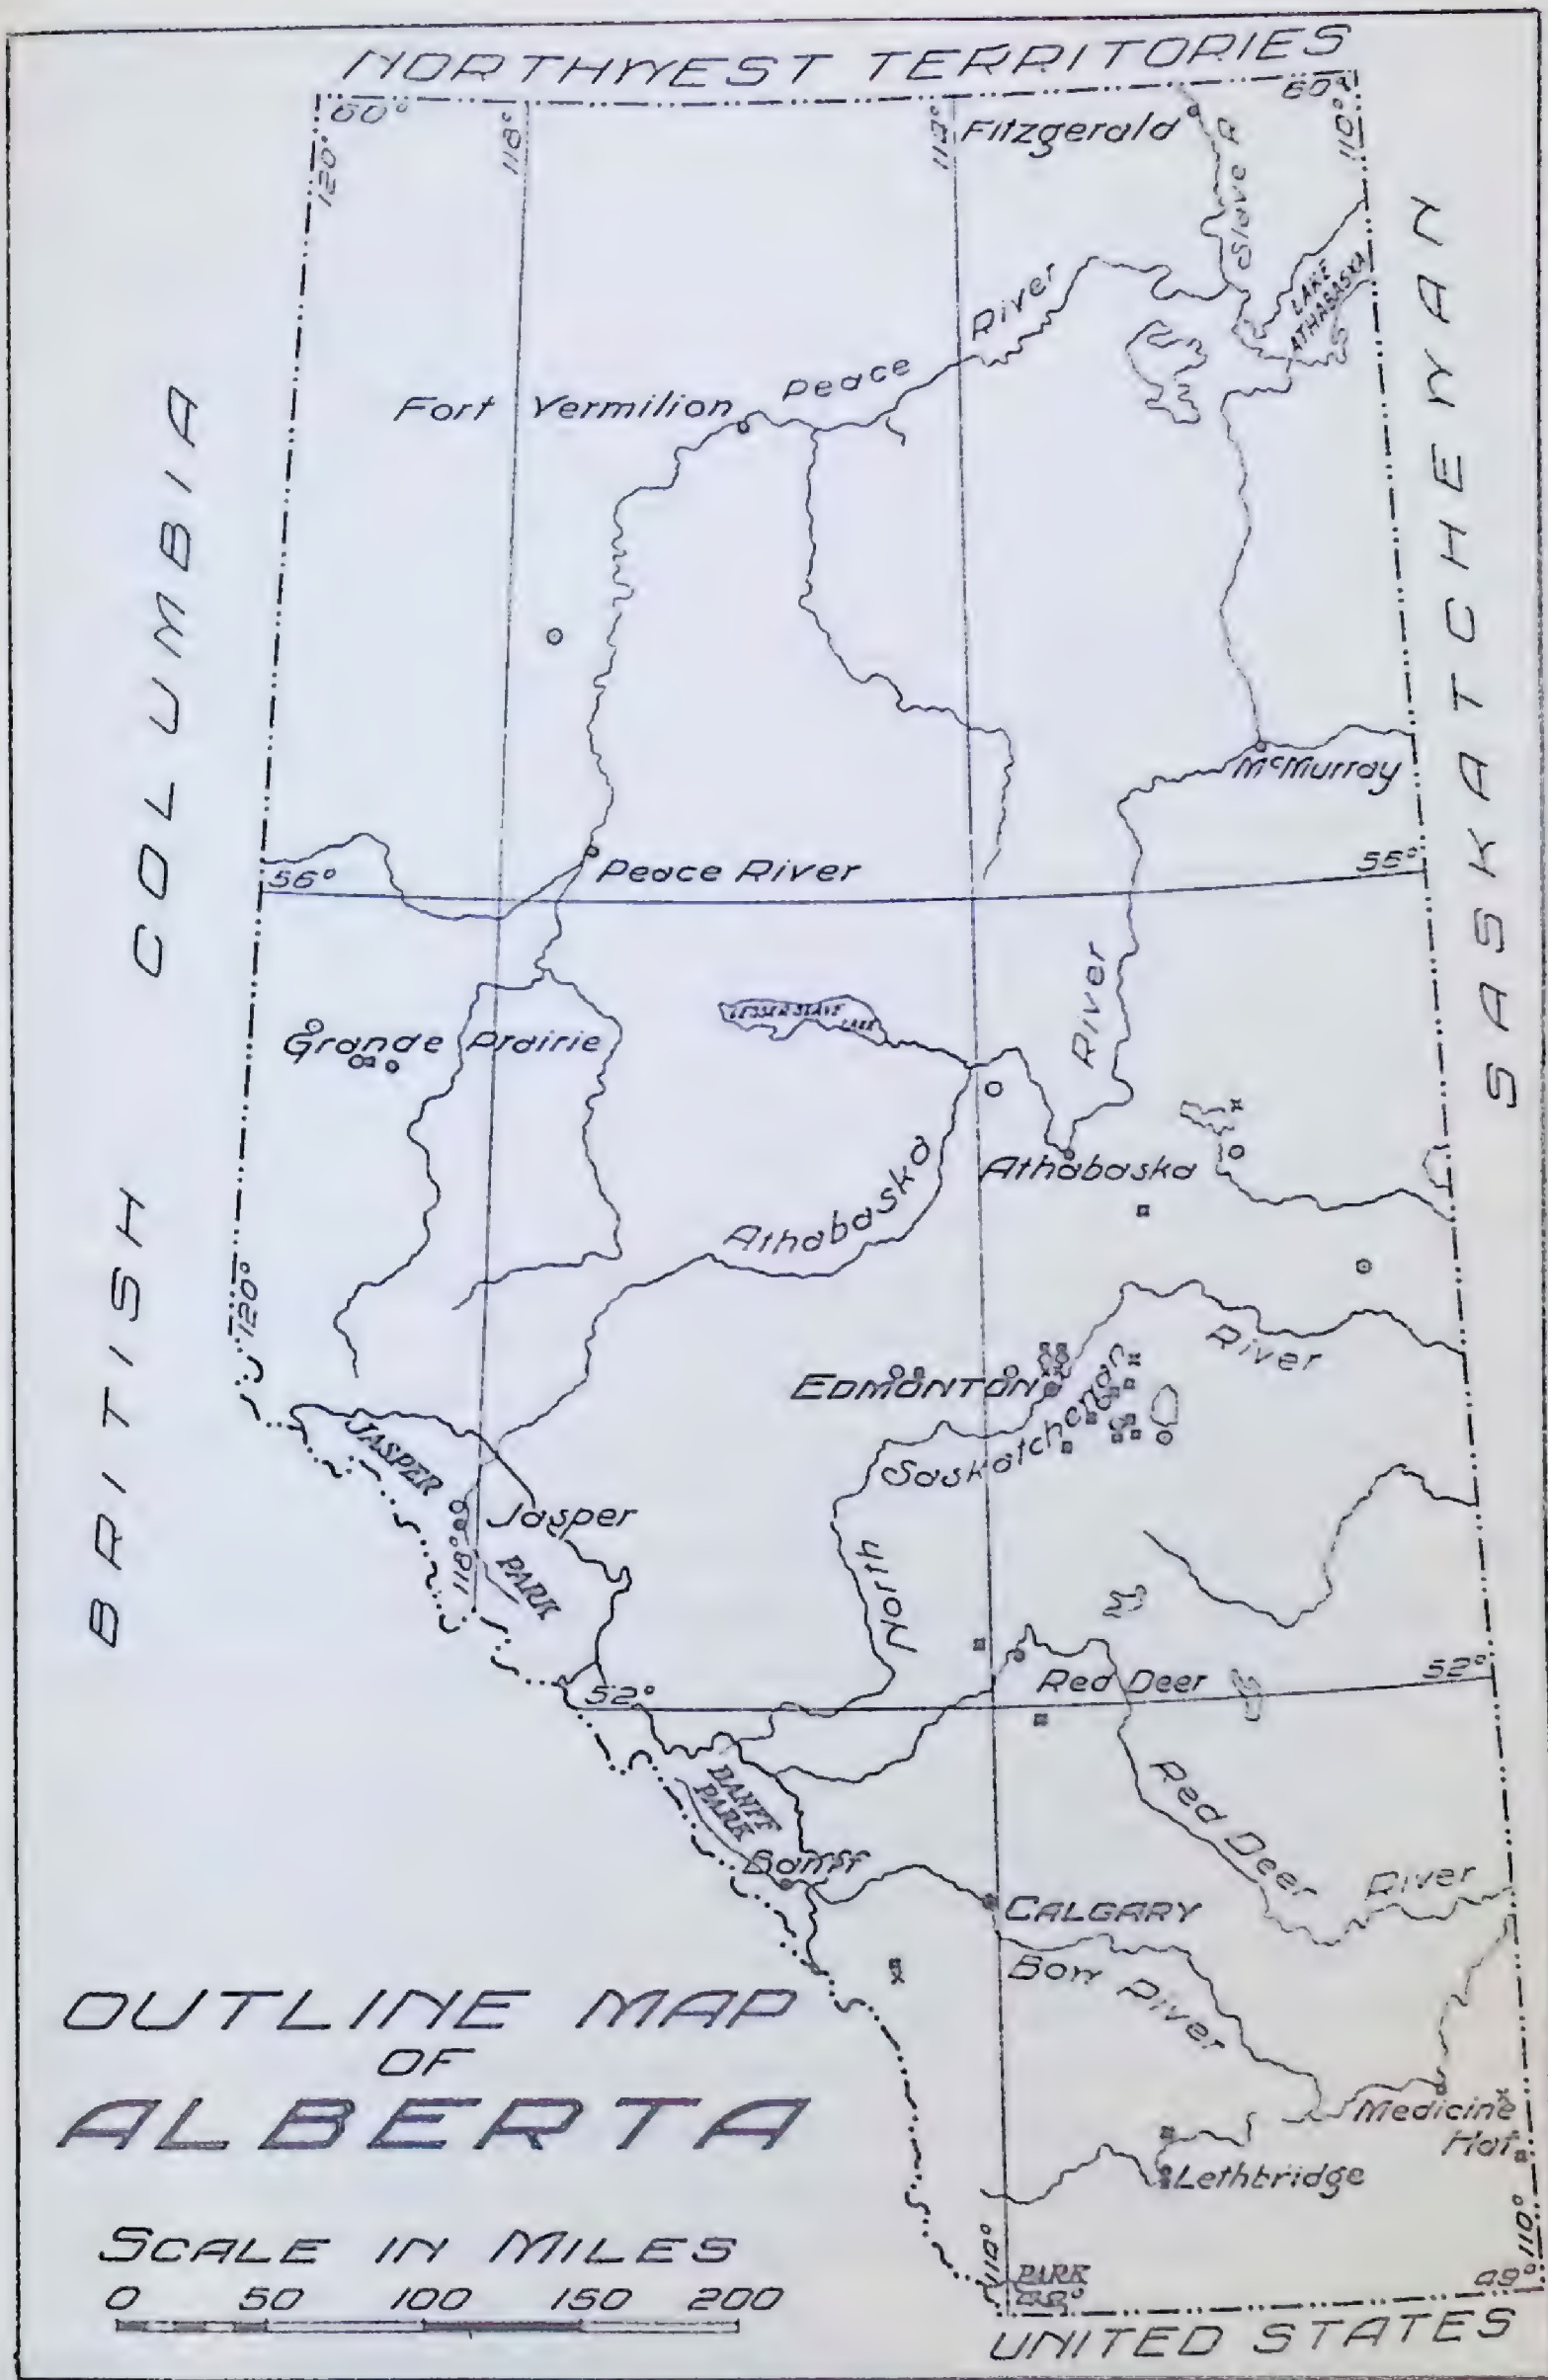 NORTHWEST TERRITORIES
60°
60°
120°
118°
110°
Fitzgerald
Slave R
LAKE
ATHABASKA
Peace River
Fort Vermilion
BRITISH COLUMBIA
SASKATCHEWAN
McMurray
Peace River
56°
Grande Prairie
LESSER SLAVE
LAKE
River
Athabaska
Athabaska
120°
EDMONTON
River
Saskatchewan
North
JASPER
Jasper
118°
PARK
52°
52°
Red Deer
BANFF
PARK
Banff
Red Deer River
CALGARY
Bow River
OUTLINE MAP
OF
ALBERTA
Medicine
Hat
Lethbridge
SCALE IN MILES
0 50 100 150 200
110°
PARK
49°
110°
UNITED STATES